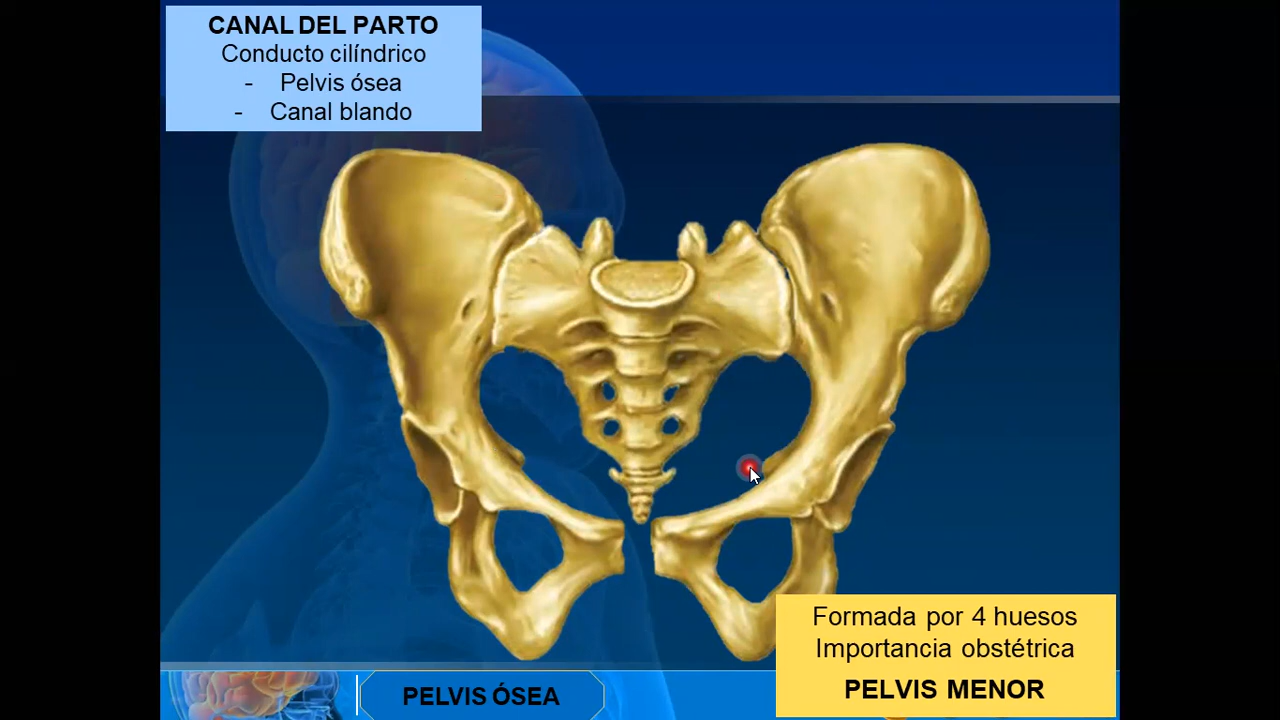 CANAL DEL PARTO
Conducto cilíndrico
- Pelvis ósea
- Canal blando
Formada por 4 huesos
Importancia obstétrica
PELVIS MENOR
PELVIS ÓSEA